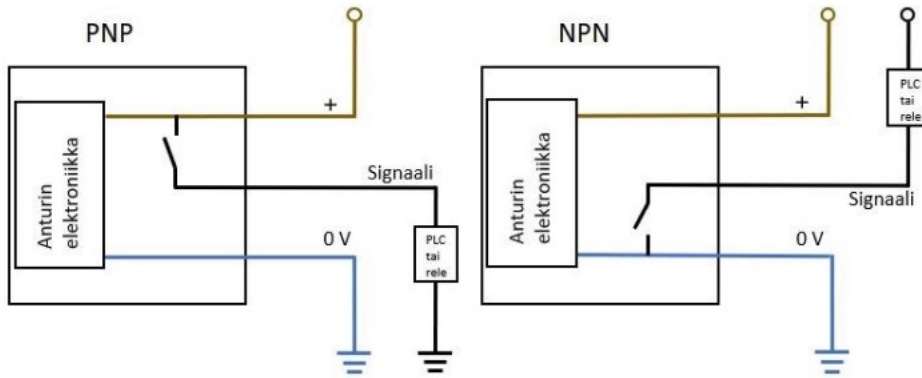 PNP
+
Anturin
elektroniikka
Signaali
0 V
PLC
tai
rele
NPN
+
PLC
tai
rele
Anturin
elektroniikka
Signaali
0 V